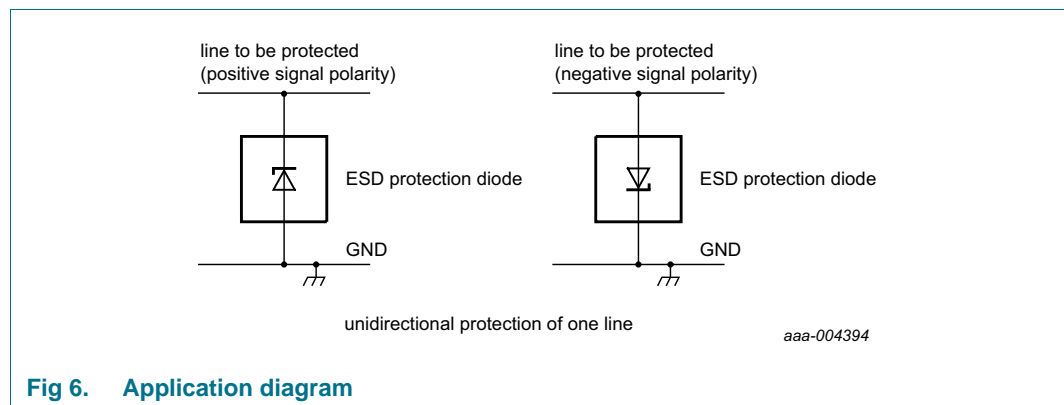 line to be protected
(positive signal polarity)
line to be protected
(negative signal polarity)
ESD protection diode
ESD protection diode
GND
GND
unidirectional protection of one line
aaa-004394
Fig 6. Application diagram